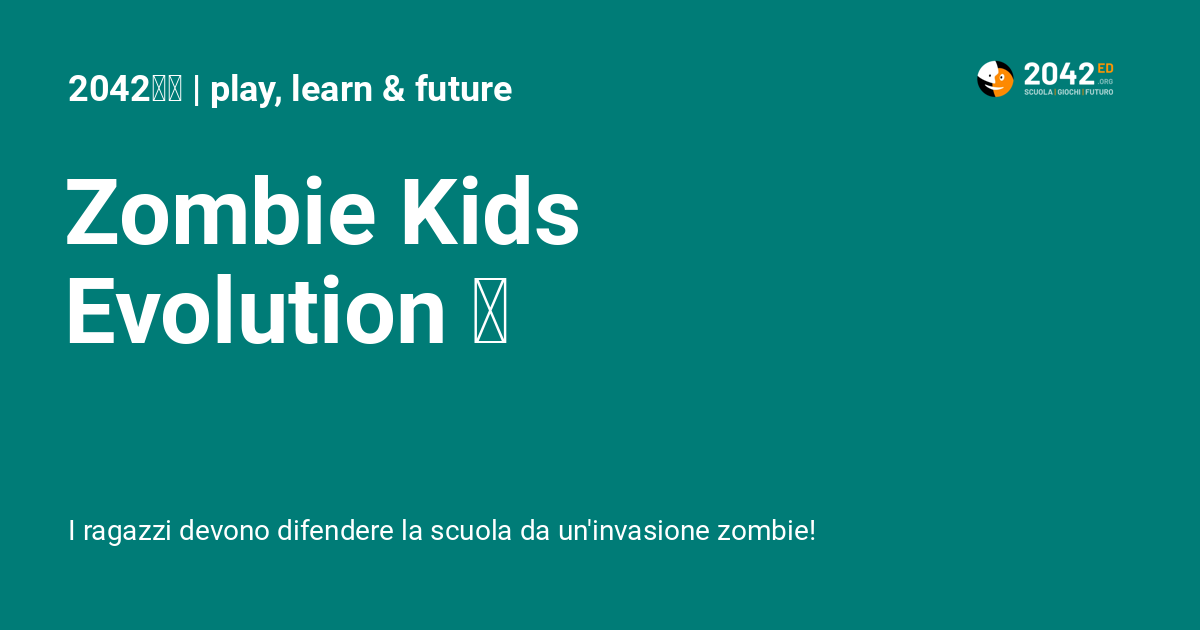 2042 | play, learn & future
2042 ED
.ORG
SCUOLA | GIOCHI | FUTURO
Zombie Kids
Evolution
I ragazzi devono difendere la scuola da un'invasione zombie!